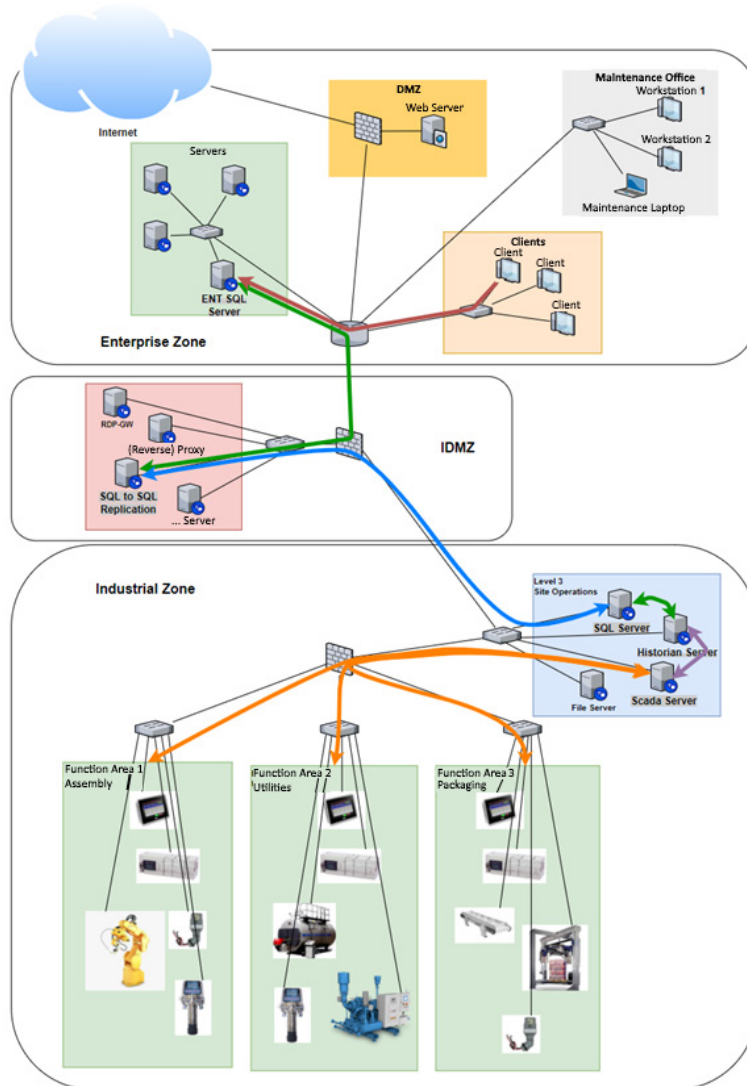 Internet
DMZ
Web Server
Maintenance Office
Workstation 1
Workstation 2
Maintenance Laptop
Servers
ENT SQL
Server
Clients
Client
Client
Client
Enterprise Zone
RDP-GW
(Reverse) Proxy
SQL to SQL
Replication
... Server
IDMZ
Industrial Zone
Level 3
Site Operations
SQL Server
Historian Server
File Server
Scada Server
Function Area 1
Assembly
Function Area 2
Utilities
Function Area 3
Packaging